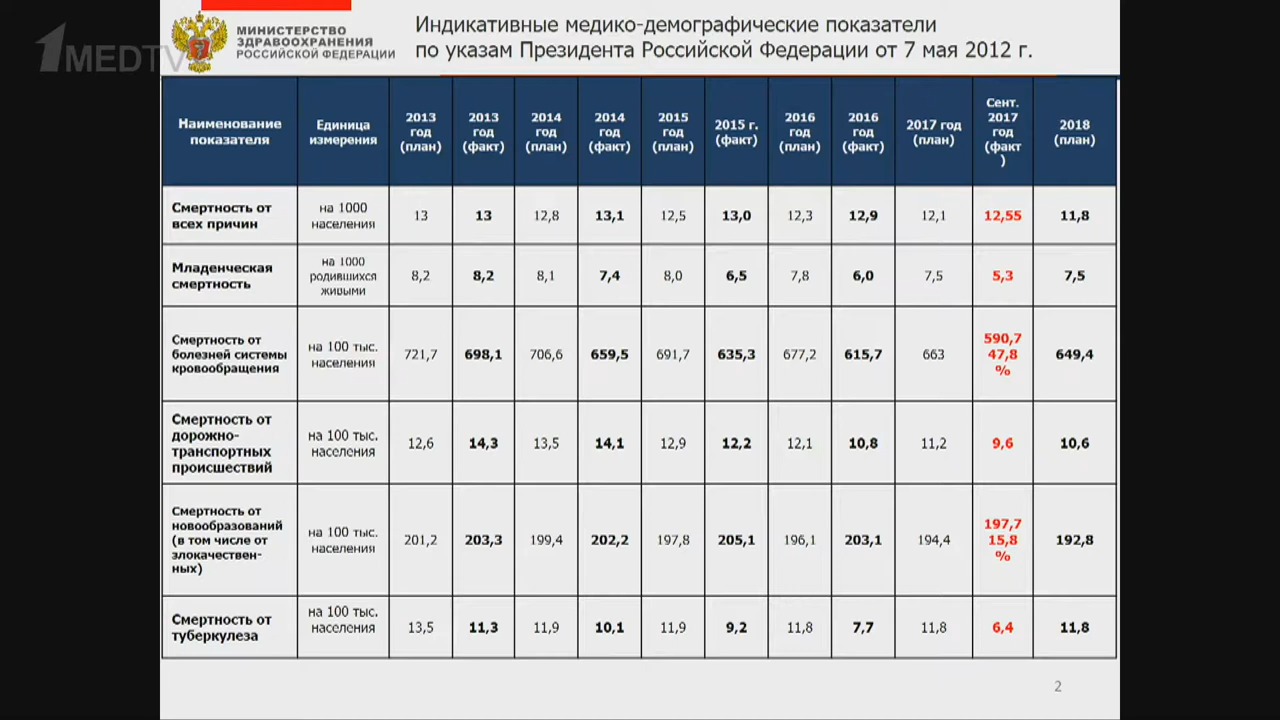 1MEDTV
МИНИСТЕРСТВО
ЗДРАВООХРАНЕНИЯ
РОССИЙСКОЙ ФЕДЕРАЦИИ
Индикативные медико-демографические показатели
по указам Президента Российской Федерации от 7 мая 2012 г.
Наименование показателя Единица измерения 2013 год (план) 2013 год (факт) 2014 год (план) 2014 год (факт) 2015 год (план) 2015 г. (факт) 2016 год (план) 2016 год (факт) 2017 год (план) Сент. 2017 год (факт ) 2018 (план)
Смертность от всех причин на 1000 населения 13 13 12,8 13,1 12,5 13,0 12,3 12,9 12,1 12,55 11,8
Младенческая смертность на 1000 родившихся живыми 8,2 8,2 8,1 7,4 8,0 6,5 7,8 6,0 7,5 5,3 7,5
Смертность от болезней системы кровообращения на 100 тыс. населения 721,7 698,1 706,6 659,5 691,7 635,3 677,2 615,7 663 590,7 47,8 % 649,4
Смертность от дорожно-транспортных происшествий на 100 тыс. населения 12,6 14,3 13,5 14,1 12,9 12,2 12,1 10,8 11,2 9,6 10,6
Смертность от новообразований (в том числе от злокачествен-ных) на 100 тыс. населения 201,2 203,3 199,4 202,2 197,8 205,1 196,1 203,1 194,4 197,7 15,8 % 192,8
Смертность от туберкулеза на 100 тыс. населения 13,5 11,3 11,9 10,1 11,9 9,2 11,8 7,7 11,8 6,4 11,8
2